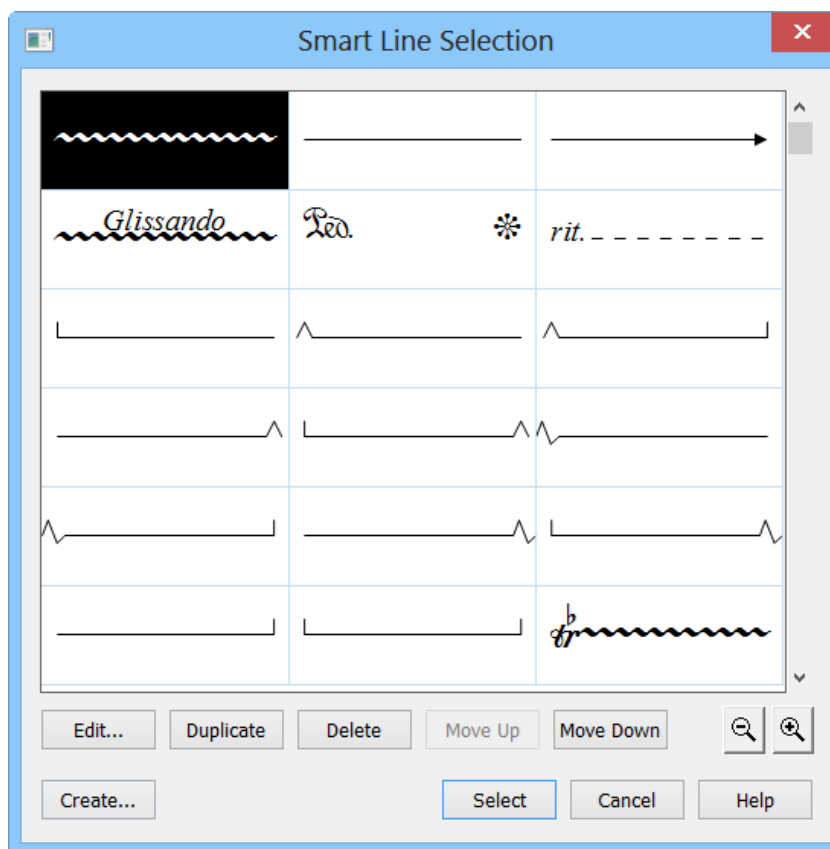 Smart Line Selection
Glissando
Ped.
rit.
tr
Edit... Duplicate Delete Move Up Move Down
Create... Select Cancel Help